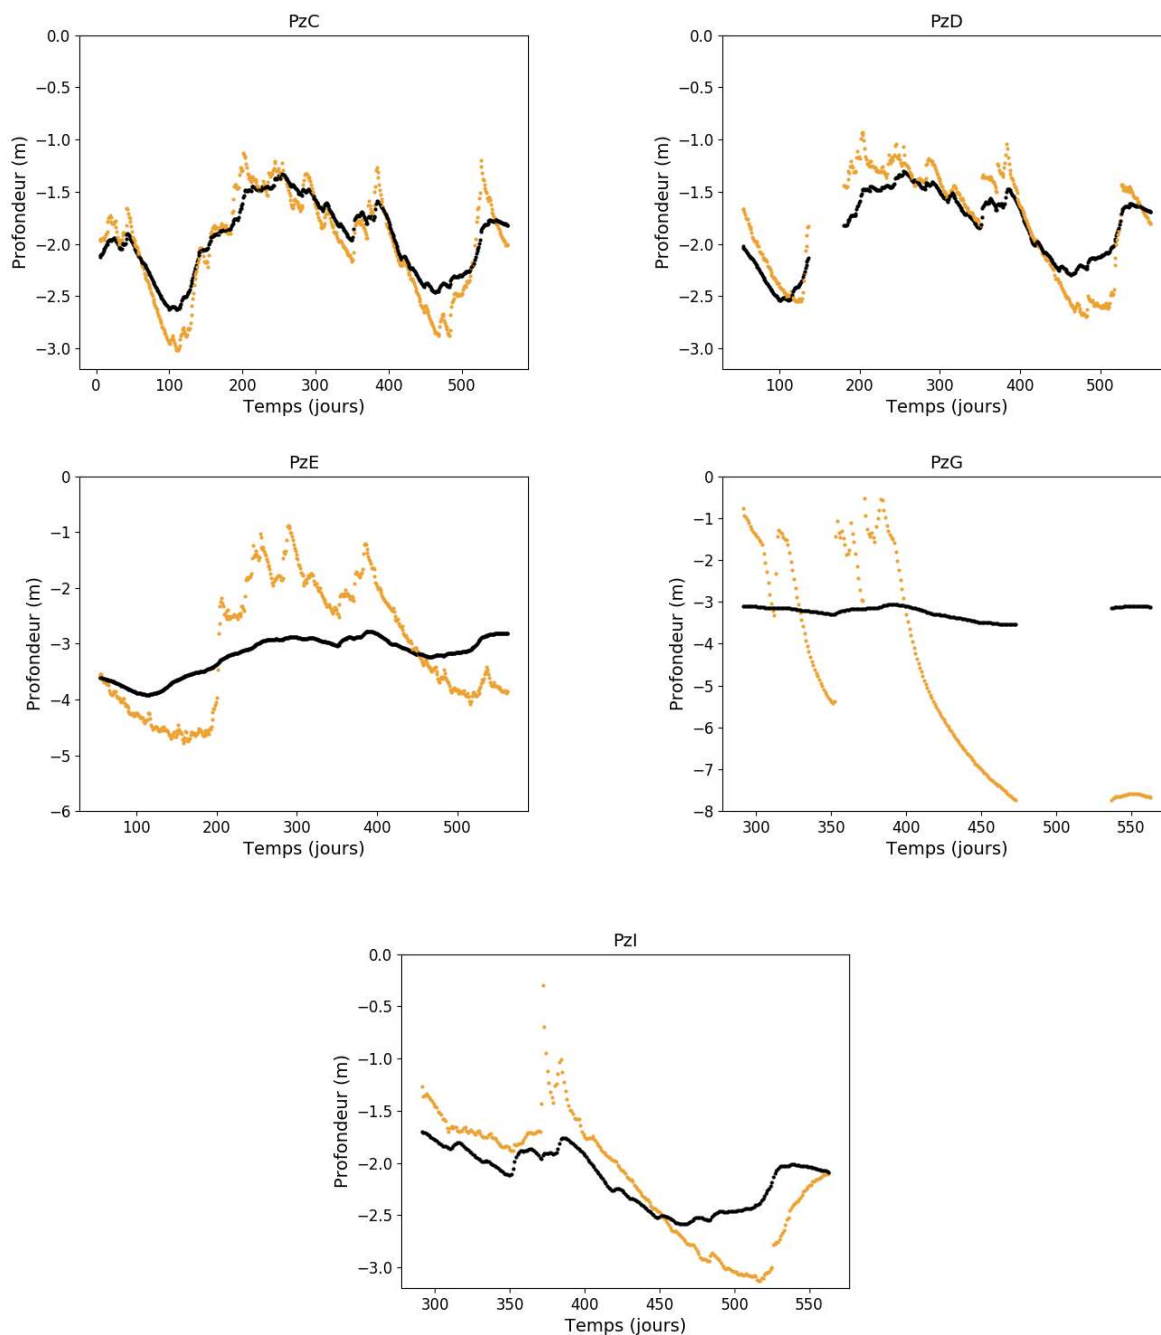 PzC
0.0
−0.5
−1.0
−1.5
−2.0
−2.5
−3.0
Profondeur (m)
0 100 200 300 400 500
Temps (jours)
PzD
0.0
−0.5
−1.0
−1.5
−2.0
−2.5
−3.0
Profondeur (m)
100 200 300 400 500
Temps (jours)
PzE
0
−1
−2
−3
−4
−5
−6
Profondeur (m)
100 200 300 400 500
Temps (jours)
PzG
0
−1
−2
−3
−4
−5
−6
−7
−8
Profondeur (m)
300 350 400 450 500 550
Temps (jours)
PzI
0.0
−0.5
−1.0
−1.5
−2.0
−2.5
−3.0
Profondeur (m)
300 350 400 450 500 550
Temps (jours)